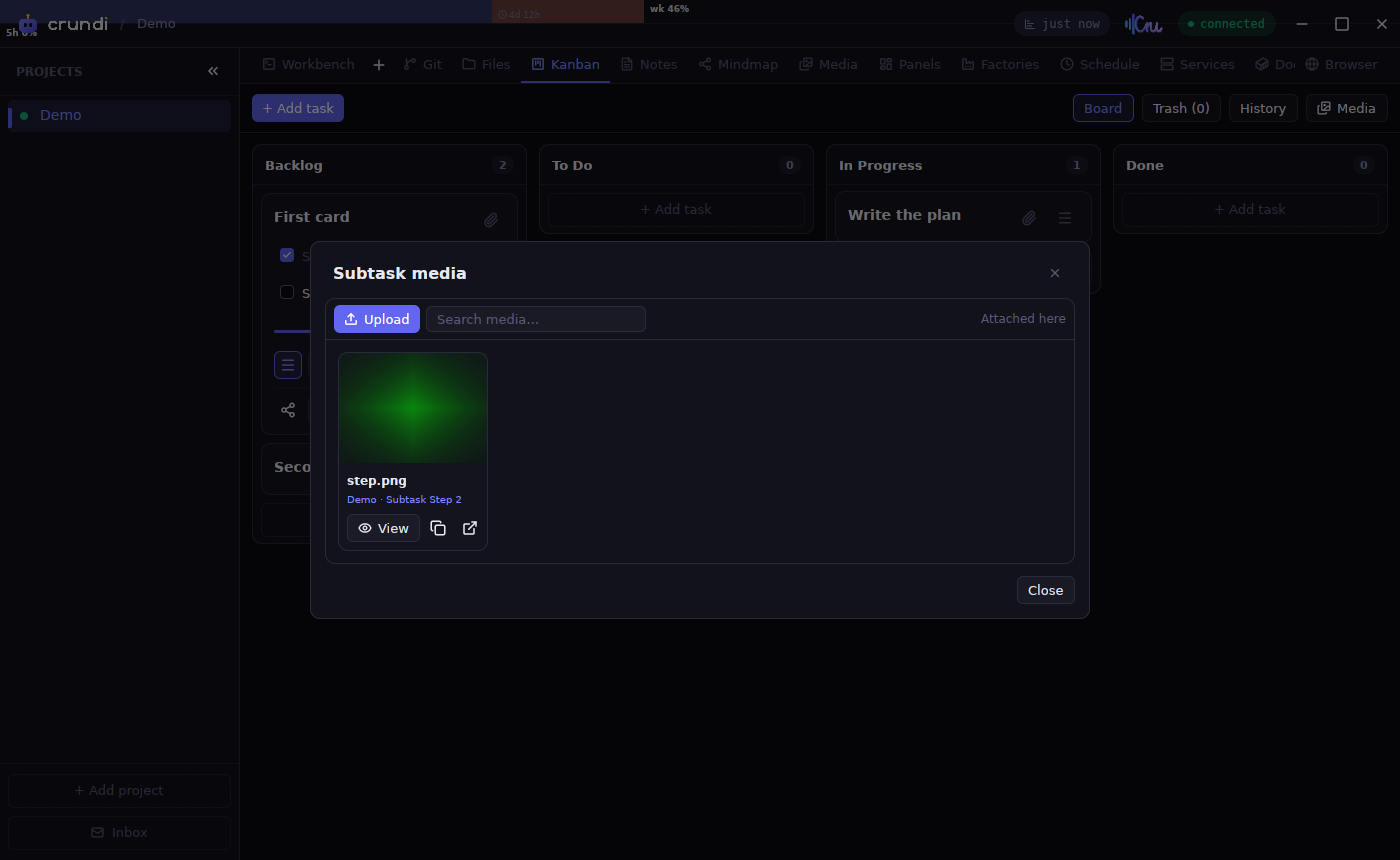 wk 46%
4d 12h
crundi / Demo
just now
connected
PROJECTS
Workbench
Git
Files
Kanban
Notes
Mindmap
Media
Panels
Factories
Schedule
Services
Browser
Demo
+ Add task
Board
Trash (0)
History
Media
Backlog 2
To Do 0
In Progress 1
Done 0
First card
+ Add task
Write the plan
+ Add task
Subtask media
Upload
Search media...
Attached here
step.png
Demo · Subtask Step 2
View
Close
+ Add project
Inbox